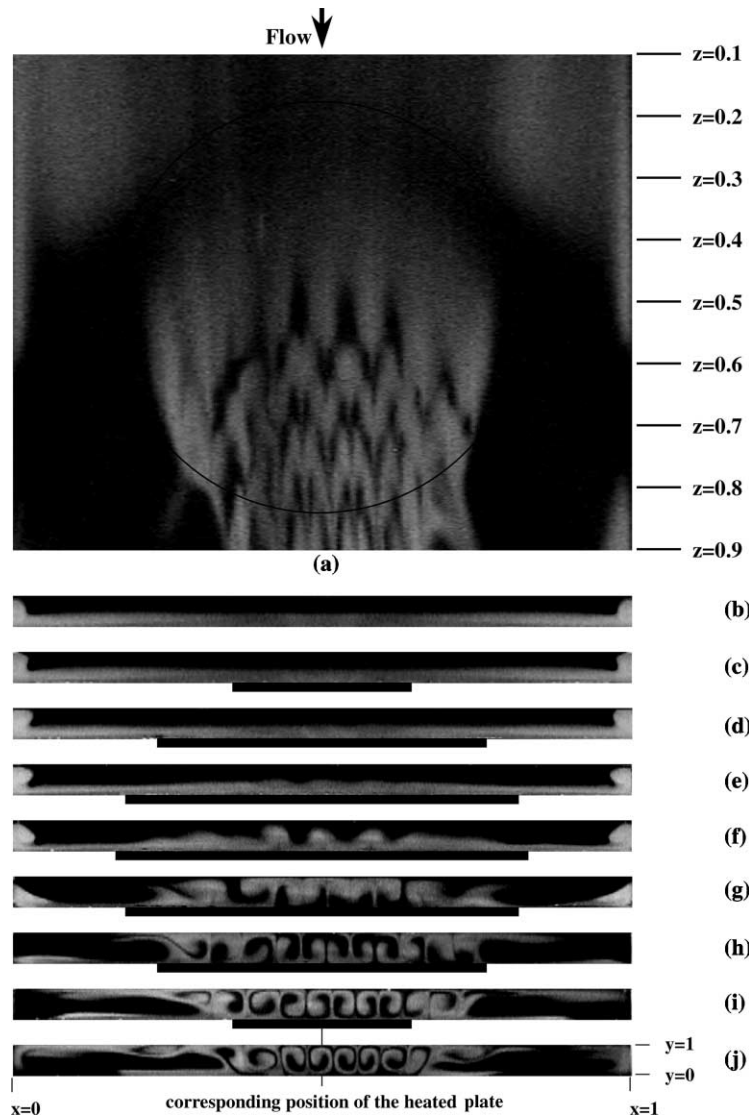 Flow
z=0.1
z=0.2
z=0.3
z=0.4
z=0.5
z=0.6
z=0.7
z=0.8
z=0.9
(a)
(b)
(c)
(d)
(e)
(f)
(g)
(h)
(i)
y=1
(j)
y=0
x=0
corresponding position of the heated plate
x=1